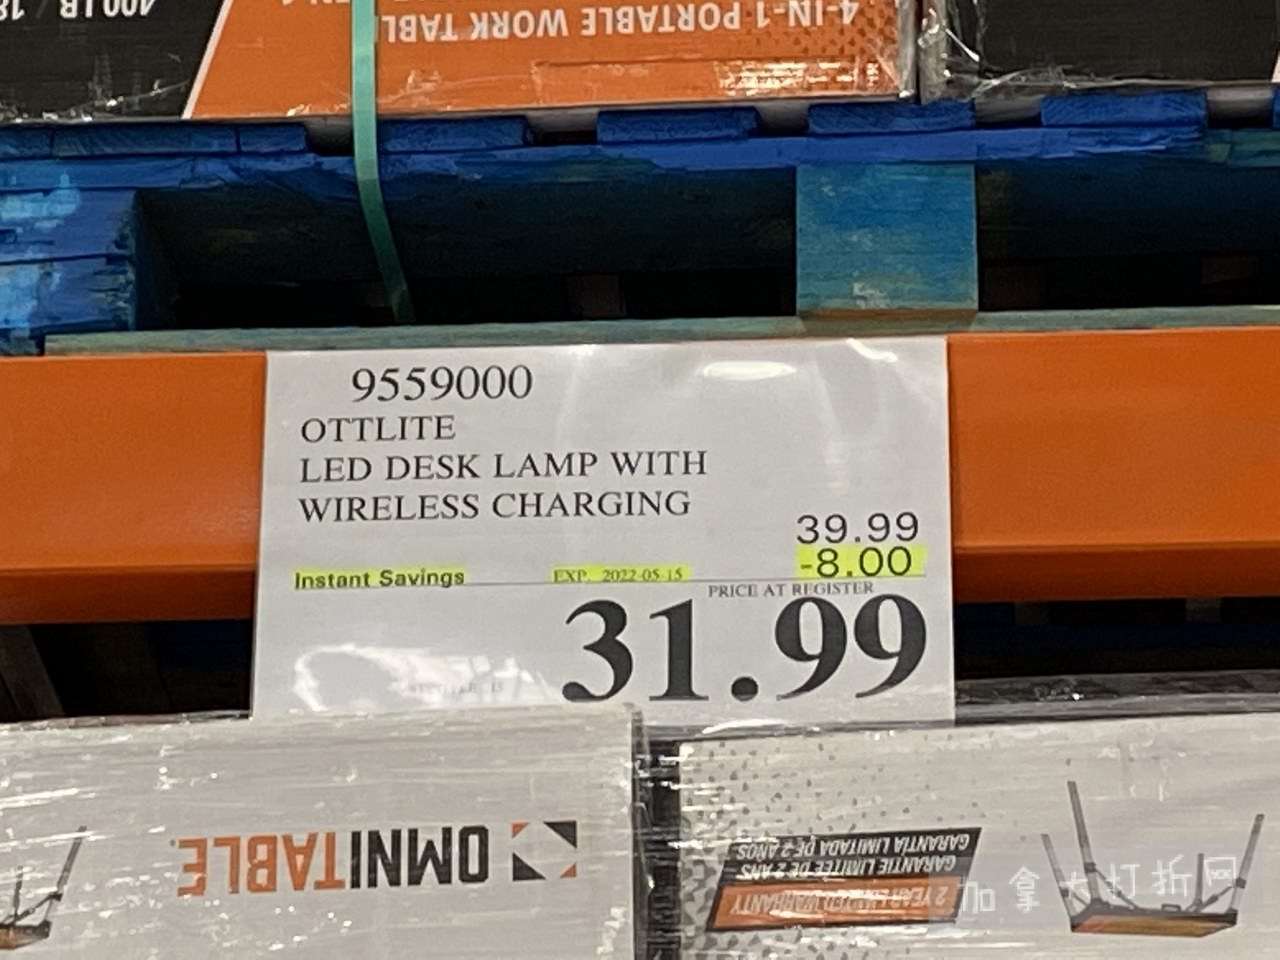 400 LB
4-IN-1 PORTABLE WORK TABL
9559000
OTTLITE
LED DESK LAMP WITH
WIRELESS CHARGING
39.99
-8.00
Instant Savings EXP. 2022-05-15
PRICE AT REGISTER
31.99
OMNITABLE
GARANTÍA LIMITADA DE 2 AÑOS
GARANTIE LIMITÉE DE 2 ANS
2 YEAR LIMITED WARRANTY
加拿大打折网